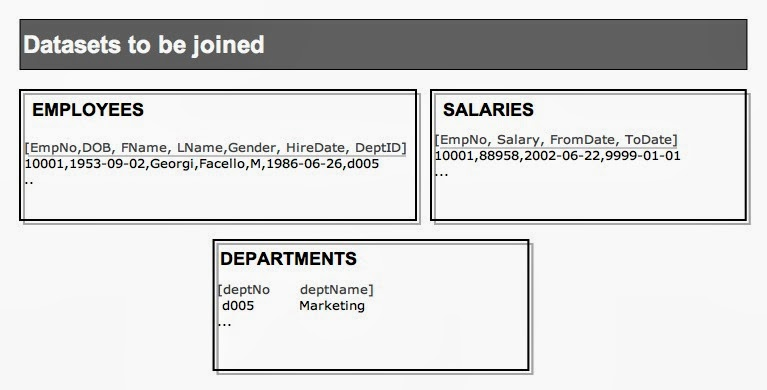 Datasets to be joined
EMPLOYEES
[EmpNo,DOB, FName, LName,Gender, HireDate, DeptID]
10001,1953-09-02,Georgi,Facello,M,1986-06-26,d005
..
SALARIES
[EmpNo, Salary, FromDate, ToDate]
10001,88958,2002-06-22,9999-01-01
...
DEPARTMENTS
[deptNo deptName]
d005 Marketing
...